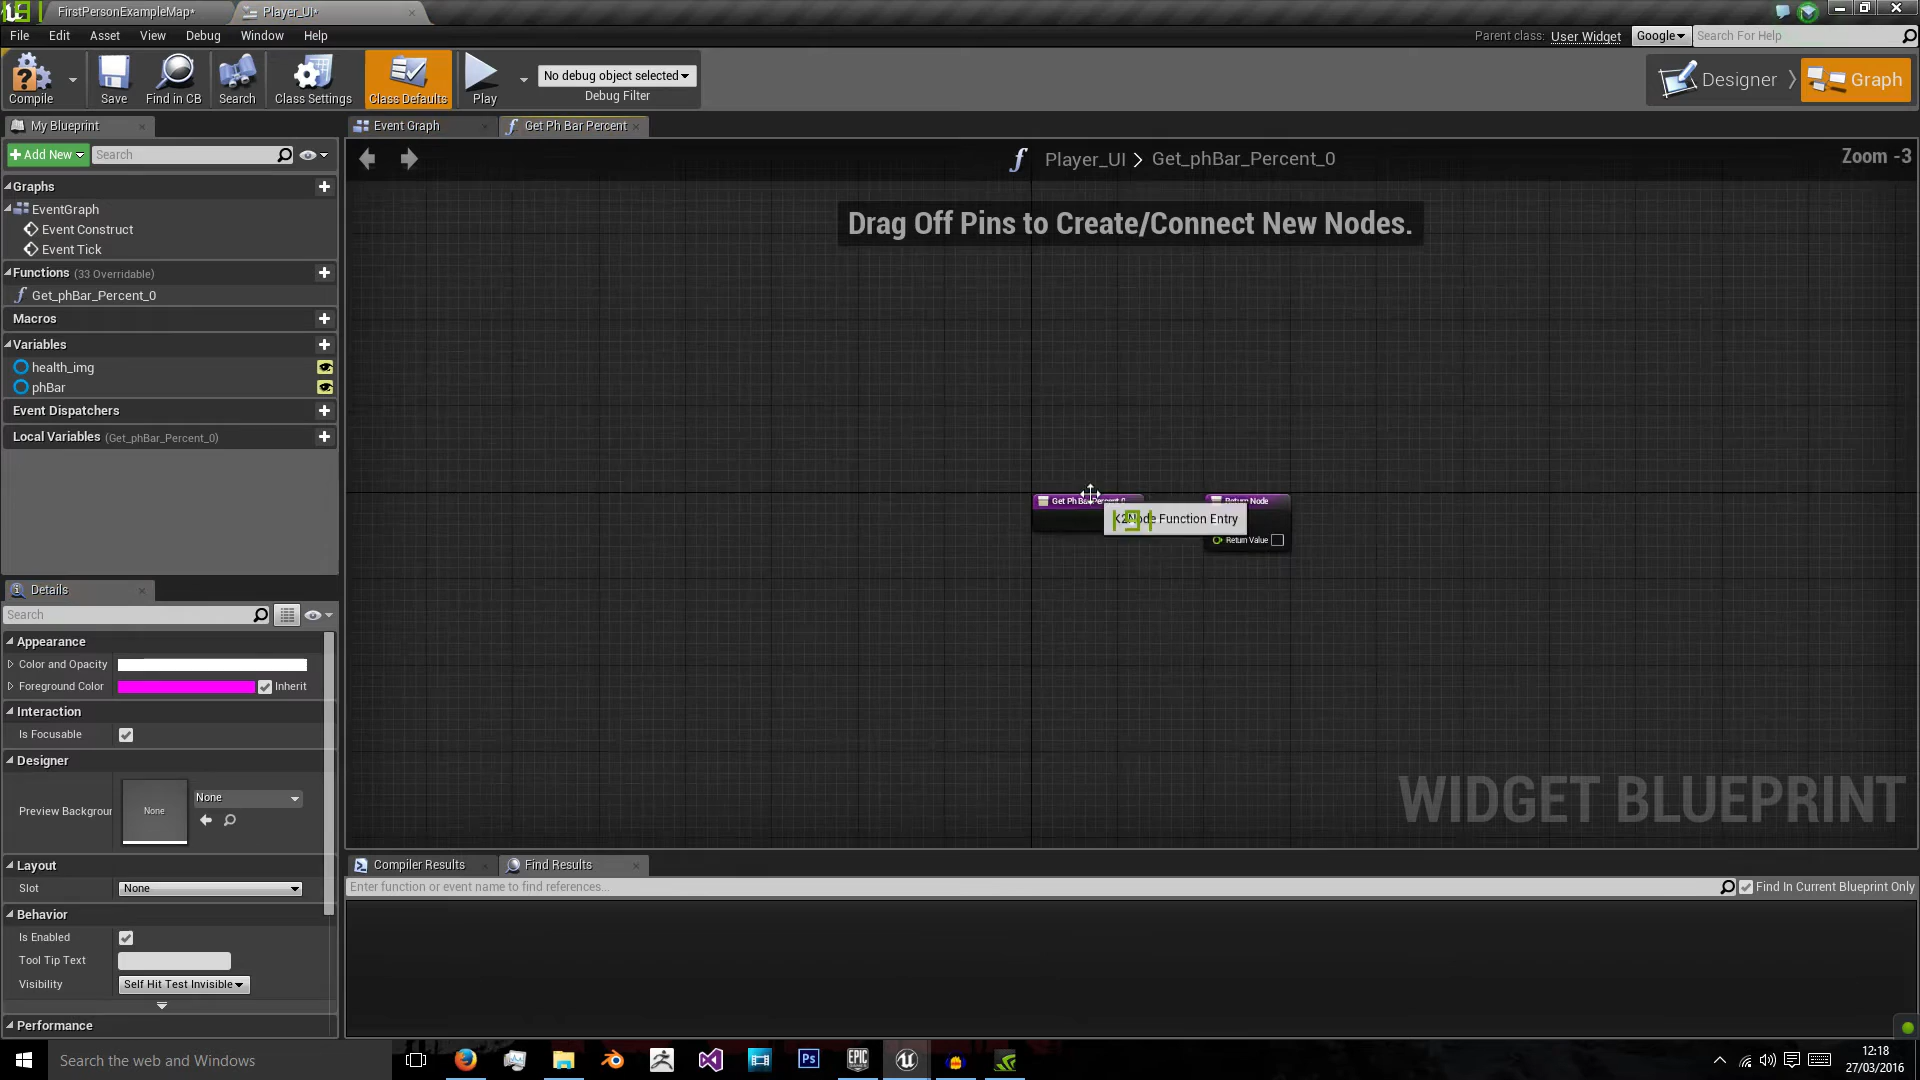 FirstPersonExampleMap*
Player_UI*
File Edit Asset View Debug Window Help
Parent class: User Widget Google Search For Help
Compile Save Find in CB Search Class Settings Class Defaults Play
No debug object selected
Debug Filter
Designer Graph
My Blueprint
Event Graph
Get Ph Bar Percent
Add New Search
Player_UI > Get_phBar_Percent_0
Zoom -3
Drag Off Pins to Create/Connect New Nodes.
Graphs
EventGraph
Event Construct
Event Tick
Functions (33 Overridable)
Get_phBar_Percent_0
Macros
Variables
health_img
phBar
Event Dispatchers
Local Variables (Get_phBar_Percent_0)
Return Node
Function Entry
Return Value
WIDGET BLUEPRINT
Details
Search
Appearance
Color and Opacity
Foreground Color Inherit
Interaction
Is Focusable
Designer
Preview Backgrour
None
None
Layout
Slot None
Behavior
Is Enabled
Tool Tip Text
Visibility Self Hit Test Invisible
Performance
Compiler Results
Find Results
Enter function or event name to find references...
Find In Current Blueprint Only
Search the web and Windows
EPIC
Ps
12:18
27/03/2016